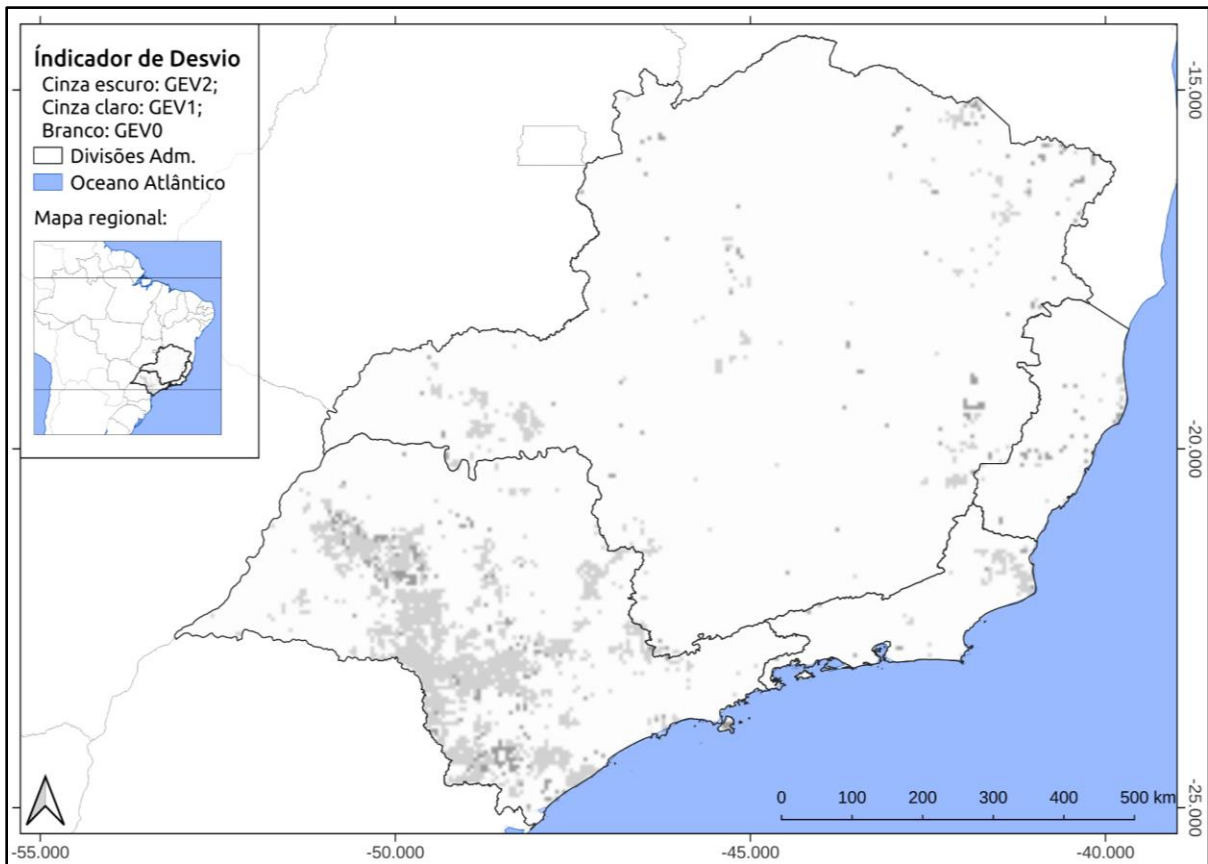 Índicador de Desvio
Cinza escuro: GEV2;
Cinza claro: GEV1;
Branco: GEV0
Divisões Adm.
Oceano Atlântico
Mapa regional:
-15.000
-20.000
-25.000
0 100 200 300 400 500 km
-55.000 -50.000 -45.000 -40.000